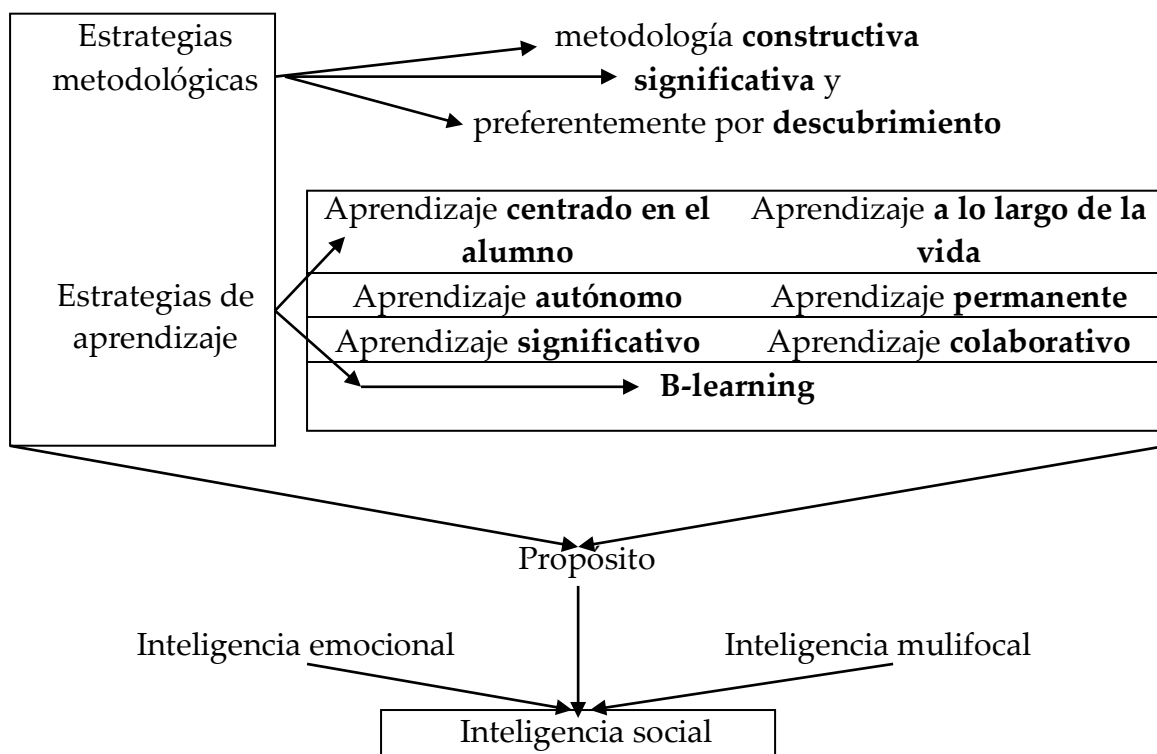 Estrategias
metodológicas
metodología constructiva
significativa y
preferentemente por descubrimiento
Estrategias de
aprendizaje
Aprendizaje centrado en el
alumno
Aprendizaje a lo largo de la
vida
Aprendizaje autónomo
Aprendizaje permanente
Aprendizaje significativo
Aprendizaje colaborativo
B-learning
Propósito
Inteligencia emocional
Inteligencia mulifocal
Inteligencia social